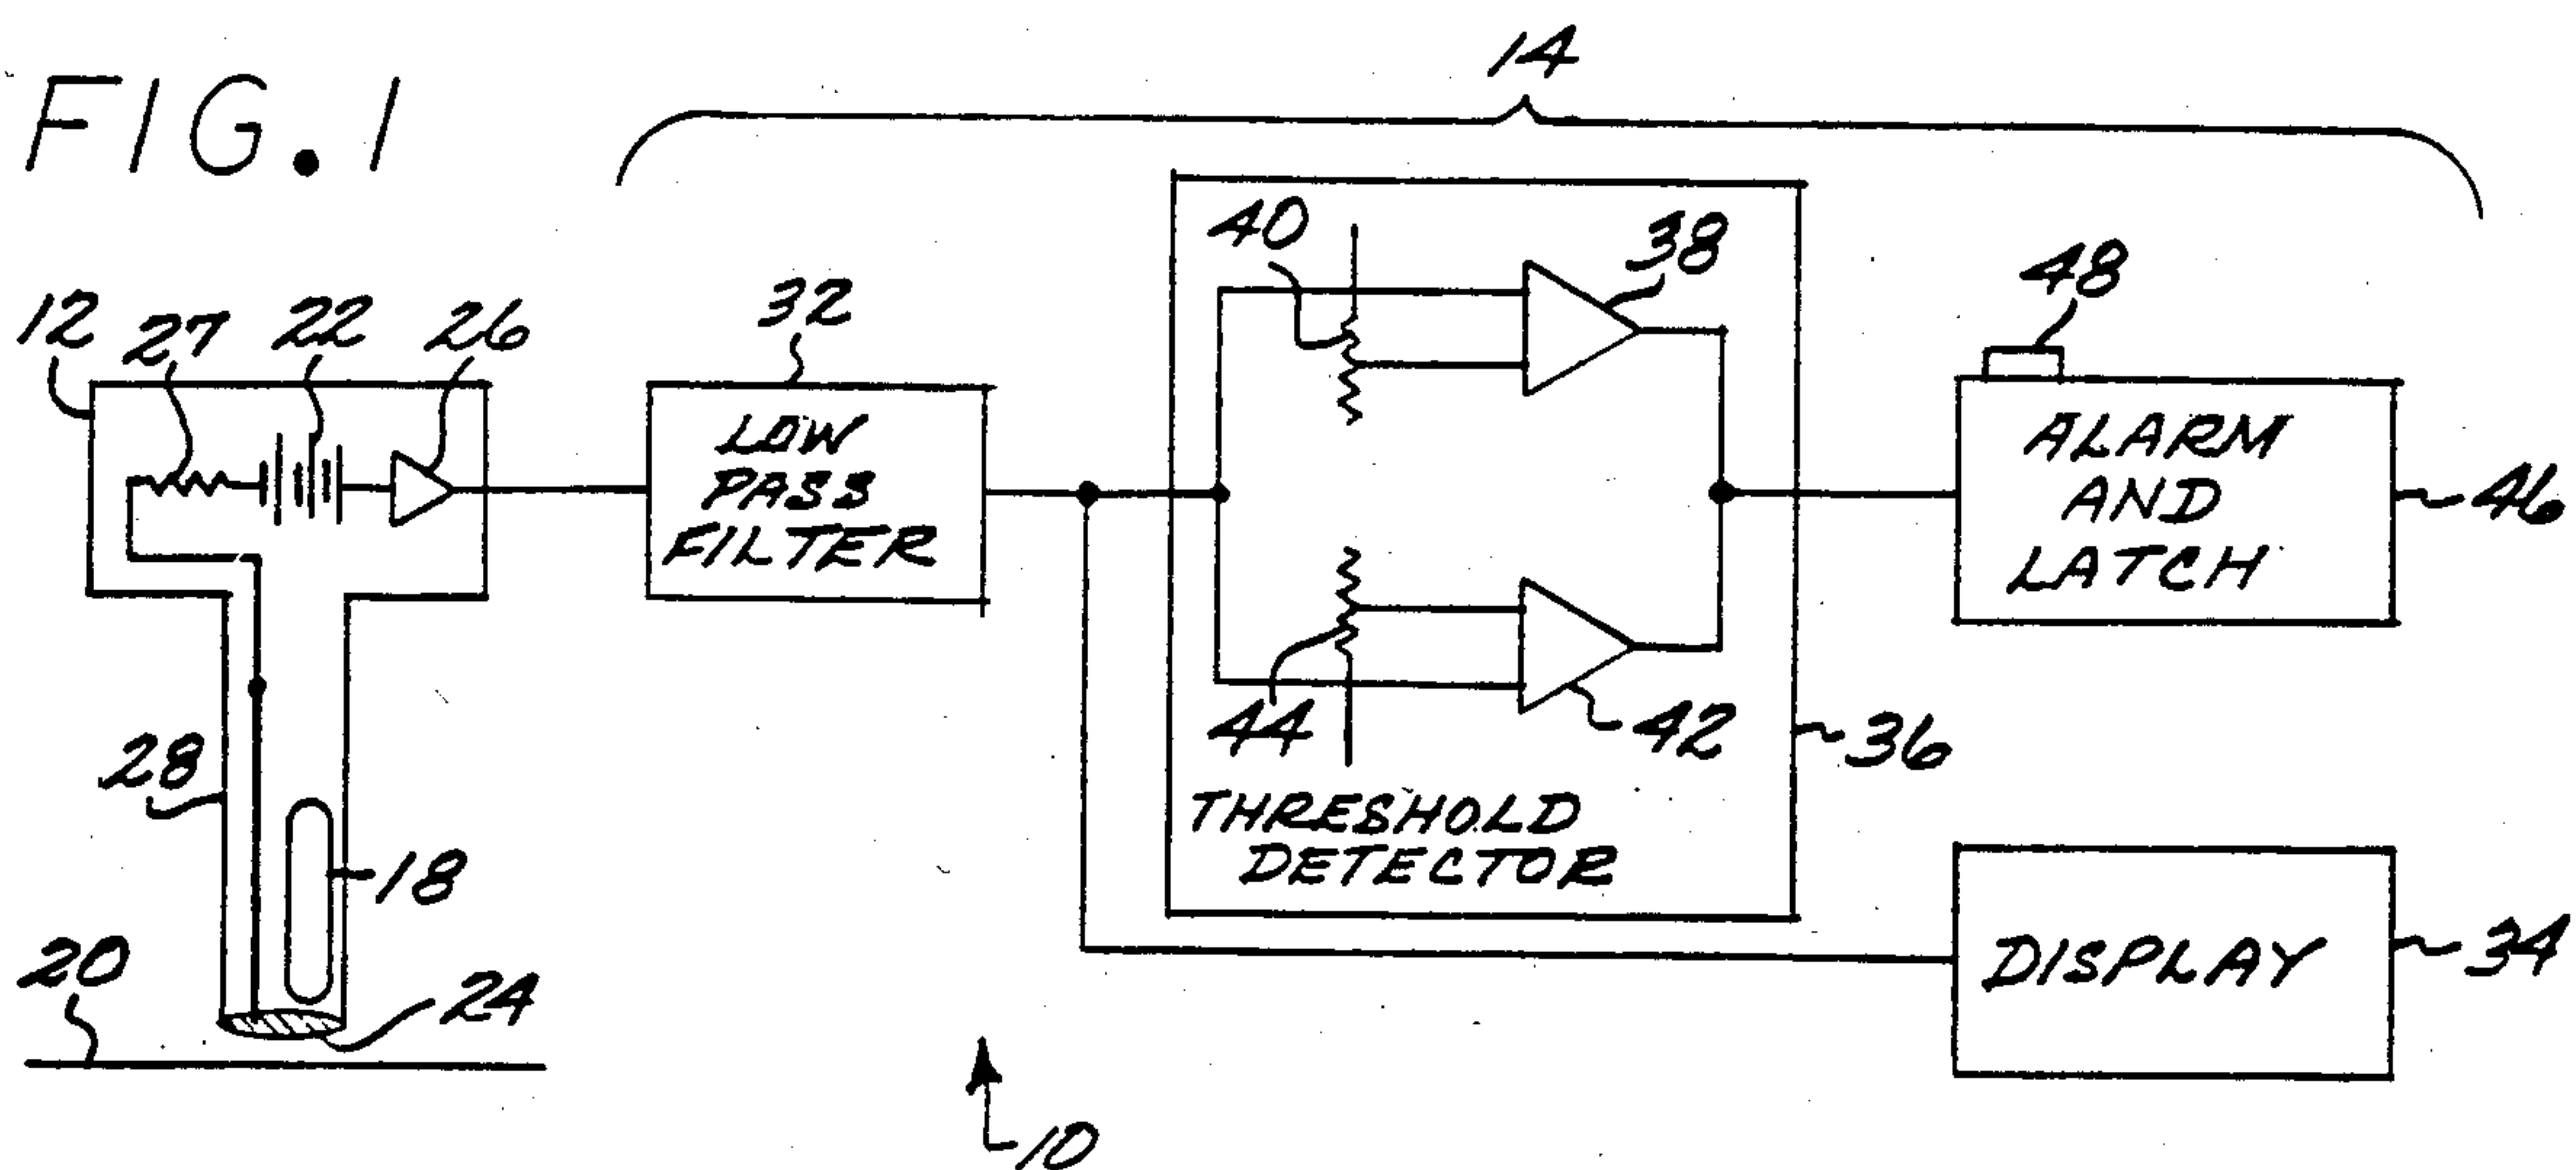 FIG. 1
14
40
38
48
12
27
22
26
32
LOW
PASS
FILTER
ALARM
AND
LATCH
46
44
42
36
28
18
THRESHOLD
DETECTOR
20
24
DISPLAY
34
10